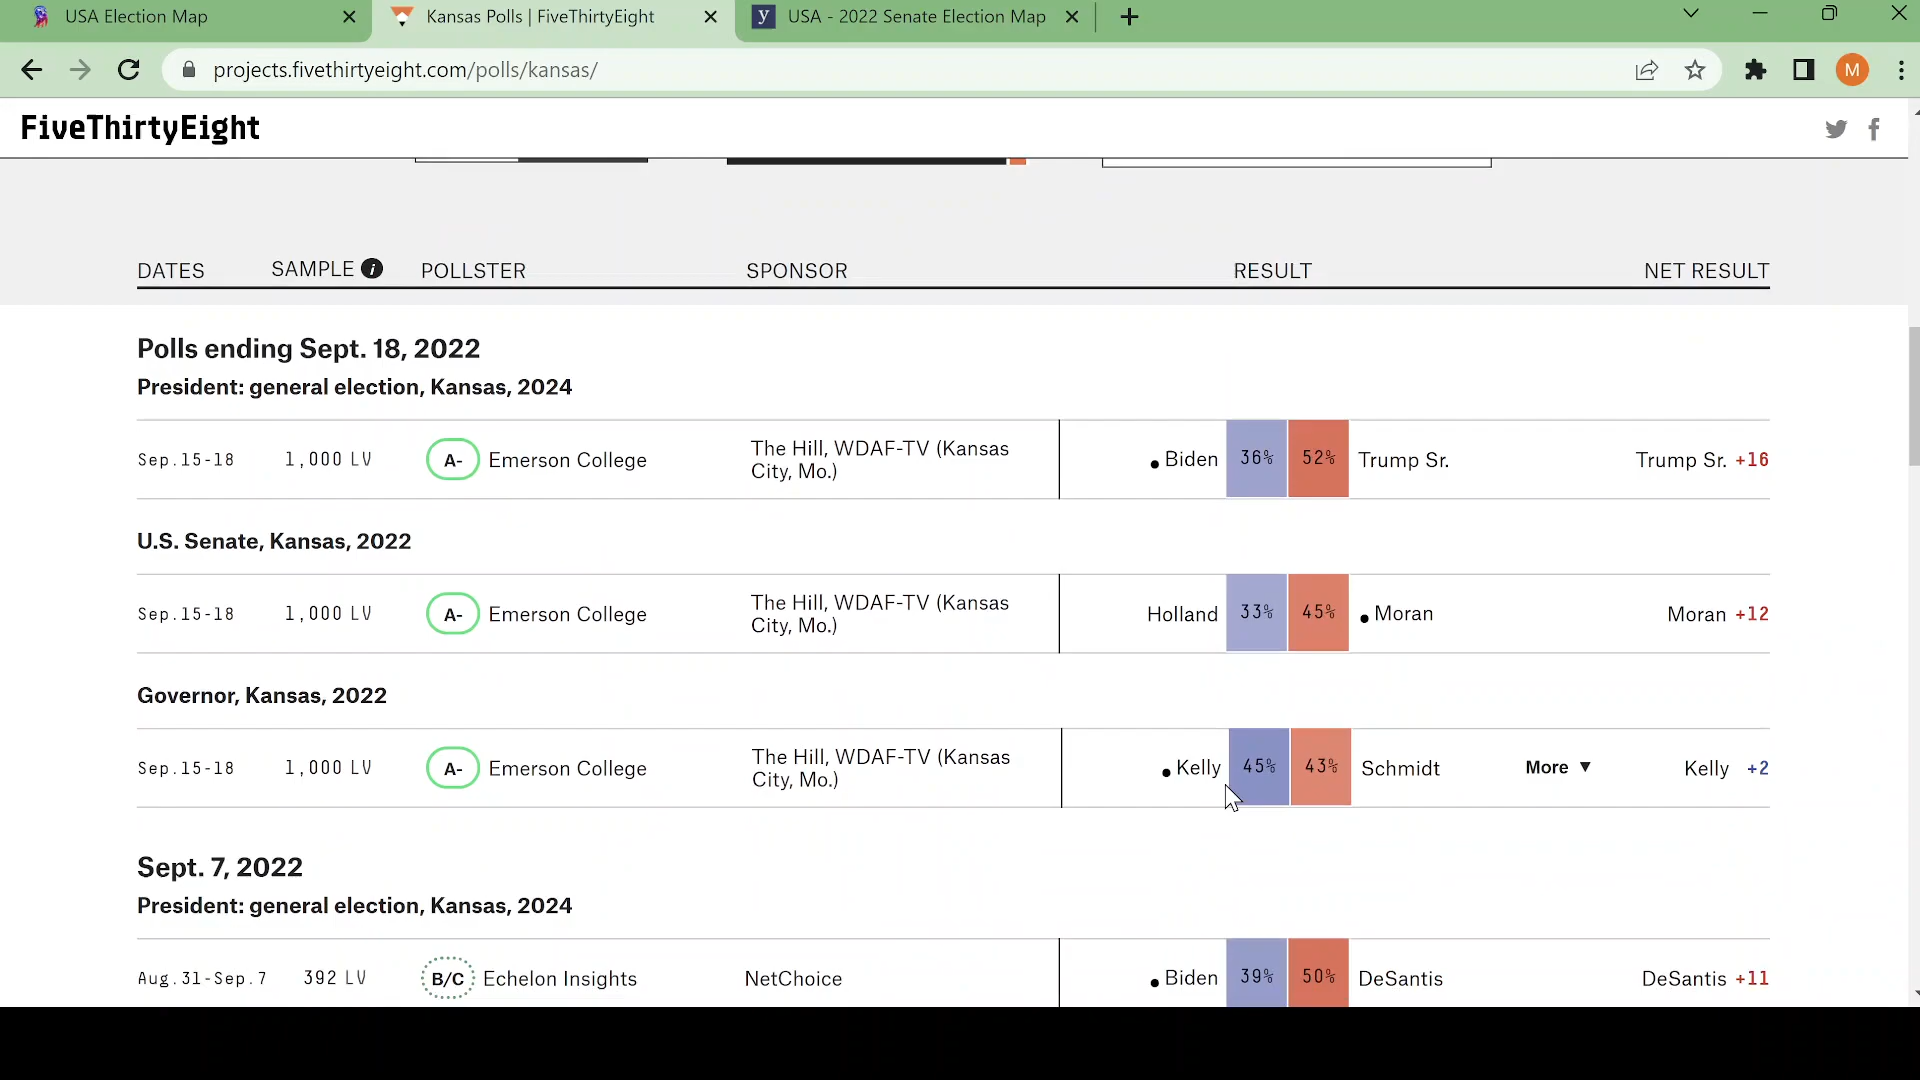 USA Election Map
Kansas Polls | FiveThirtyEight
y USA - 2022 Senate Election Map
projects.fivethirtyeight.com/polls/kansas/
M
FiveThirtyEight
DATES SAMPLE i POLLSTER SPONSOR RESULT NET RESULT
Polls ending Sept. 18, 2022
President: general election, Kansas, 2024
Sep.15-18 1,000 LV A- Emerson College The Hill, WDAF-TV (Kansas
City, Mo.) Biden 36% 52% Trump Sr. Trump Sr. +16
U.S. Senate, Kansas, 2022
Sep.15-18 1,000 LV A- Emerson College The Hill, WDAF-TV (Kansas
City, Mo.) Holland 33% 45% Moran Moran +12
Governor, Kansas, 2022
Sep.15-18 1,000 LV A- Emerson College The Hill, WDAF-TV (Kansas
City, Mo.) Kelly 45% 43% Schmidt More ▼ Kelly +2
Sept. 7, 2022
President: general election, Kansas, 2024
Aug.31-Sep.7 392 LV B/C Echelon Insights NetChoice Biden 39% 50% DeSantis DeSantis +11